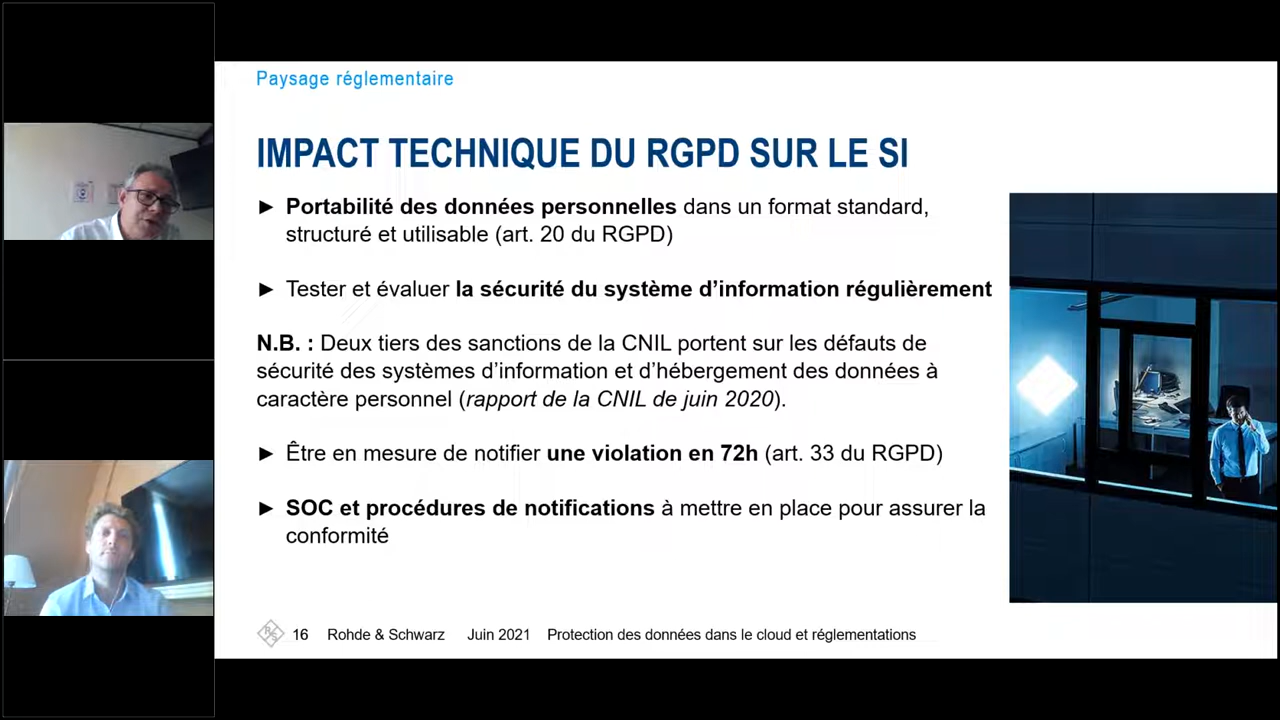 Paysage réglementaire
IMPACT TECHNIQUE DU RGPD SUR LE SI
► Portabilité des données personnelles dans un format standard,
structuré et utilisable (art. 20 du RGPD)
► Tester et évaluer la sécurité du système d’information régulièrement
N.B. : Deux tiers des sanctions de la CNIL portent sur les défauts de
sécurité des systèmes d’information et d’hébergement des données à
caractère personnel (rapport de la CNIL de juin 2020).
► Être en mesure de notifier une violation en 72h (art. 33 du RGPD)
► SOC et procédures de notifications à mettre en place pour assurer la
conformité
R&S 16 Rohde & Schwarz Juin 2021 Protection des données dans le cloud et réglementations